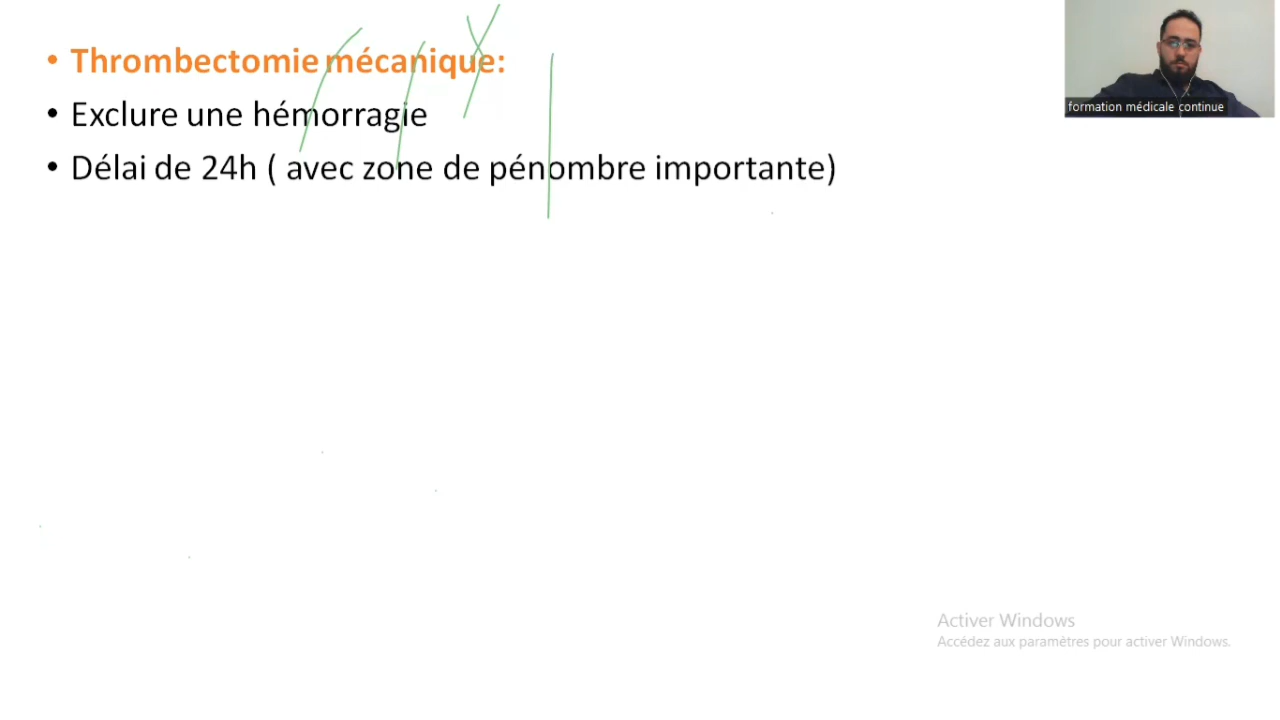 • Thrombectomie mécanique:
• Exclure une hémorragie
• Délai de 24h ( avec zone de pénombre importante)
formation médicale continue
Activer Windows
Accédez aux paramètres pour activer Windows.